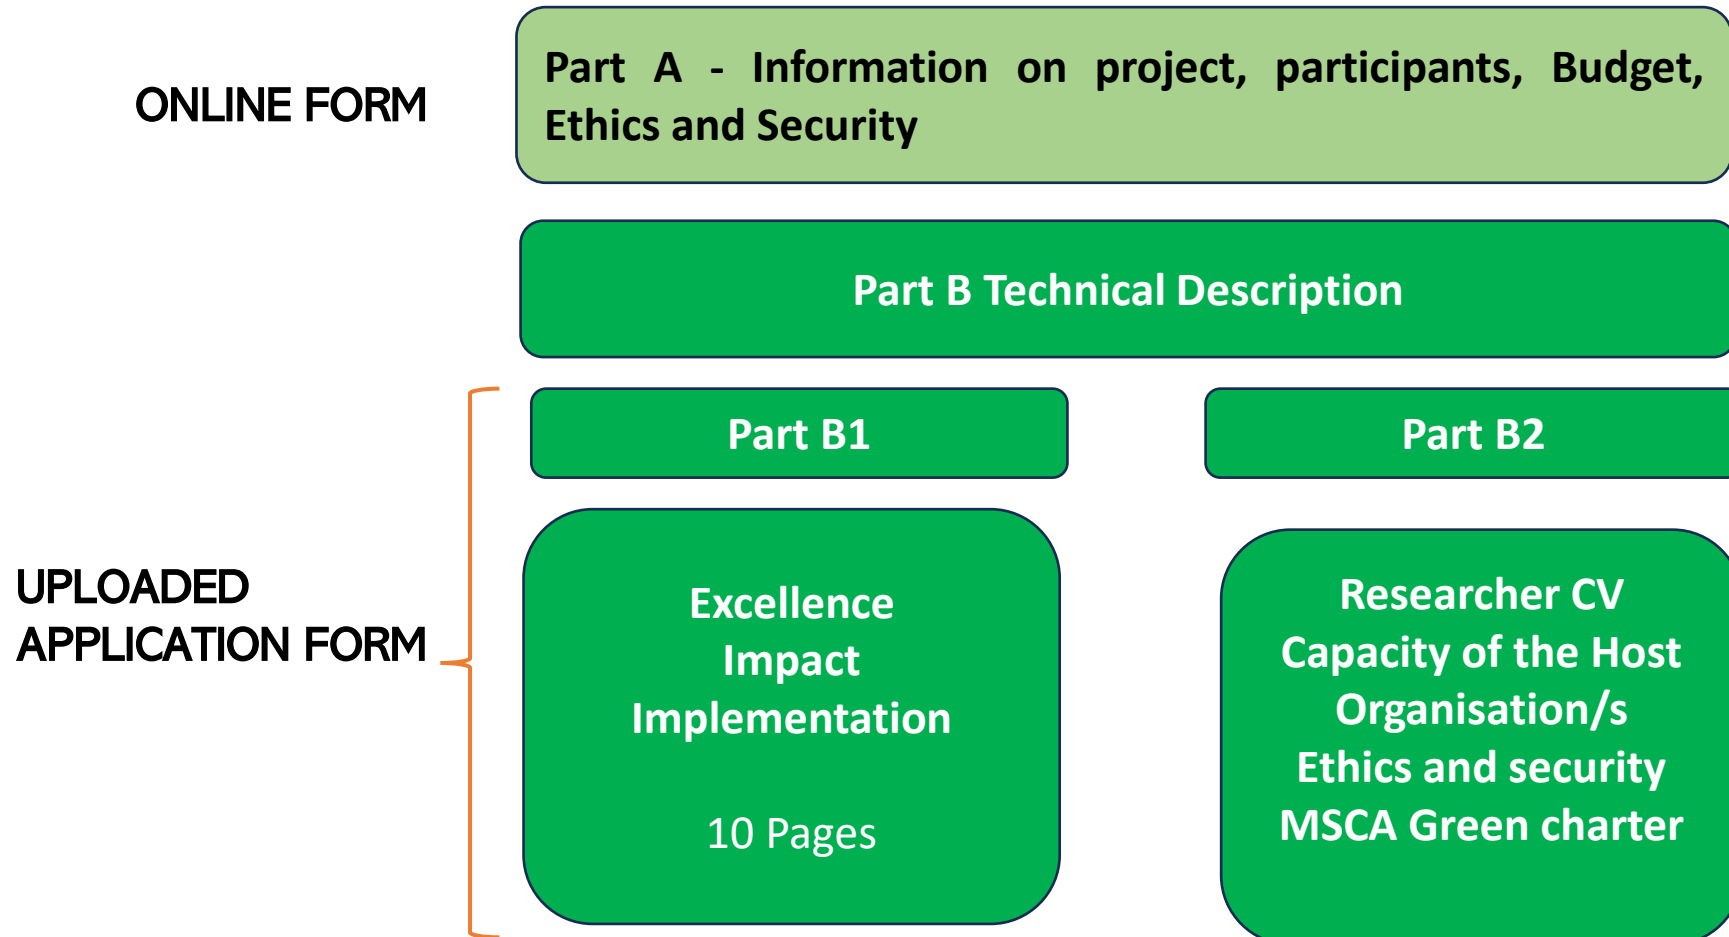 ONLINE FORM
Part A - Information on project, participants, Budget,
Ethics and Security
Part B Technical Description
Part B1
Part B2
UPLOADED
APPLICATION FORM
Excellence
Impact
Implementation
10 Pages
Researcher CV
Capacity of the Host
Organisation/s
Ethics and security
MSCA Green charter